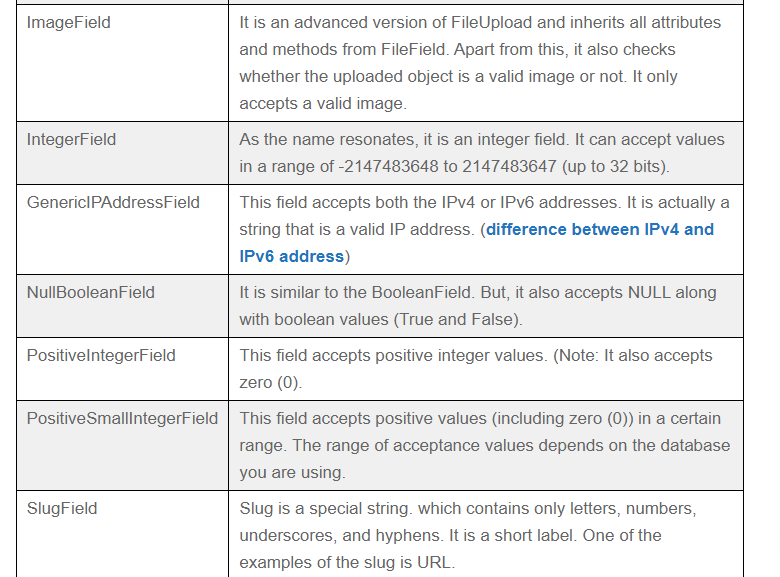 ImageField
It is an advanced version of FileUpload and inherits all attributes
and methods from FileField. Apart from this, it also checks
whether the uploaded object is a valid image or not. It only
accepts a valid image.
IntegerField
As the name resonates, it is an integer field. It can accept values
in a range of -2147483648 to 2147483647 (up to 32 bits).
GenericIPAddressField
This field accepts both the IPv4 or IPv6 addresses. It is actually a
string that is a valid IP address. (difference between IPv4 and
IPv6 address)
NullBooleanField
It is similar to the BooleanField. But, it also accepts NULL along
with boolean values (True and False).
PositiveIntegerField
This field accepts positive integer values. (Note: It also accepts
zero (0).
PositiveSmallIntegerField
This field accepts positive values (including zero (0)) in a certain
range. The range of acceptance values depends on the database
you are using.
SlugField
Slug is a special string. which contains only letters, numbers,
underscores, and hyphens. It is a short label. One of the
examples of the slug is URL.